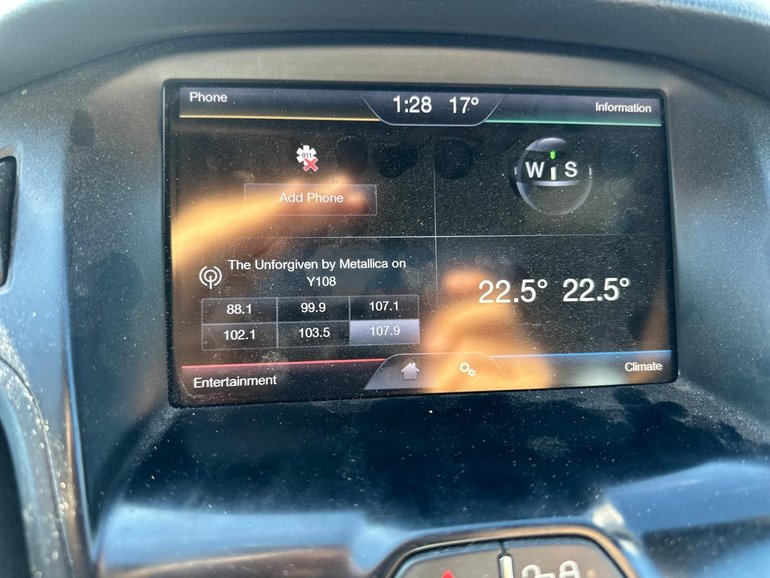 Phone
1:28 17°
Information
911
Add Phone
W S
The Unforgiven by Metallica on
Y108
88.1 99.9 107.1
102.1 103.5 107.9
22.5° 22.5°
Entertainment
Climate